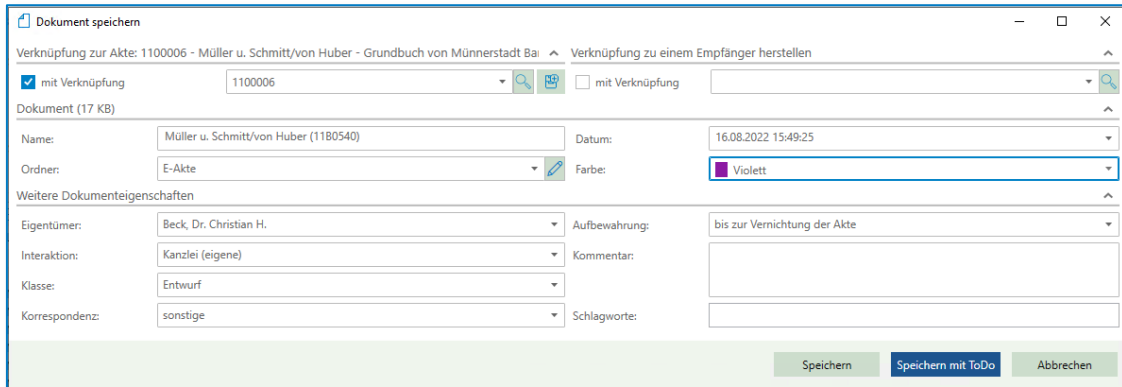 Dokument speichern
Verknüpfung zur Akte: 1100006 - Müller u. Schmitt/von Huber - Grundbuch von Münnerstadt Ba
Verknüpfung zu einem Empfänger herstellen
mit Verknüpfung 1100006
mit Verknüpfung
Dokument (17 KB)
Name: Müller u. Schmitt/von Huber (11B0540)
Datum: 16.08.2022 15:49:25
Ordner: E-Akte
Farbe: Violett
Weitere Dokumenteigenschaften
Eigentümer: Beck, Dr. Christian H.
Aufbewahrung: bis zur Vernichtung der Akte
Interaktion: Kanzlei (eigene)
Kommentar:
Klasse: Entwurf
Korrespondenz: sonstige
Schlagworte:
Speichern
Speichern mit ToDo
Abbrechen